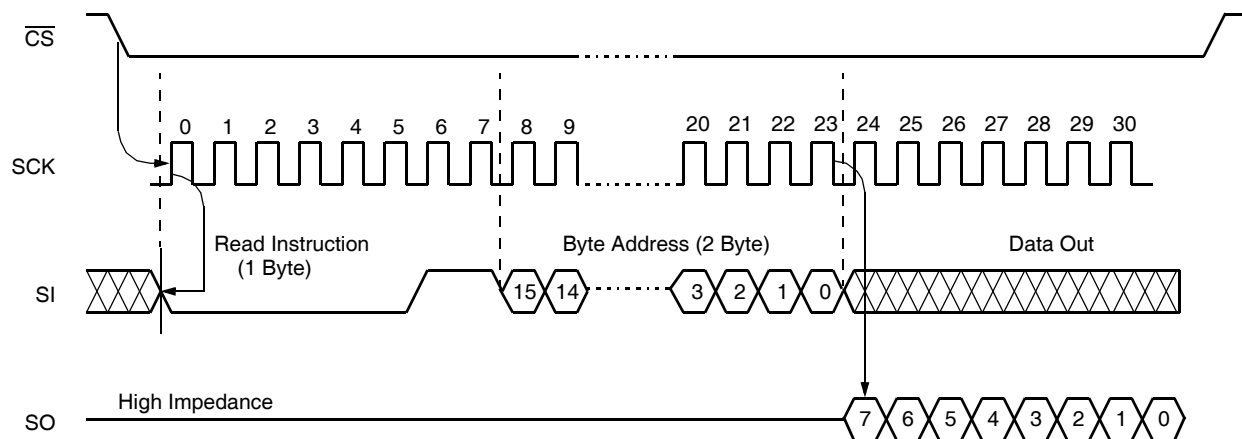 CS
0 1 2 3 4 5 6 7 8 9 20 21 22 23 24 25 26 27 28 29 30
SCK
Read Instruction
(1 Byte)
Byte Address (2 Byte)
Data Out
SI
15 14 3 2 1 0
High Impedance
SO
7 6 5 4 3 2 1 0